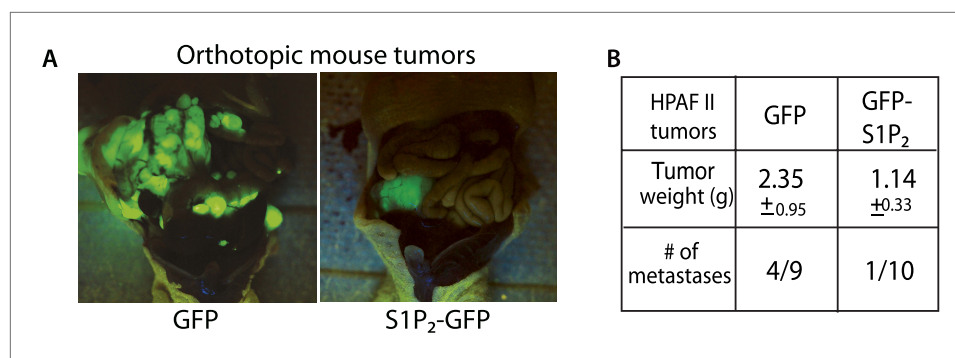 A
Orthotopic mouse tumors
GFP
S1P₂-GFP
B
HPAF II
tumors
GFP
GFP-
S1P₂
Tumor
weight (g)
2.35
±0.95
1.14
±0.33
# of
metastases
4/9
1/10